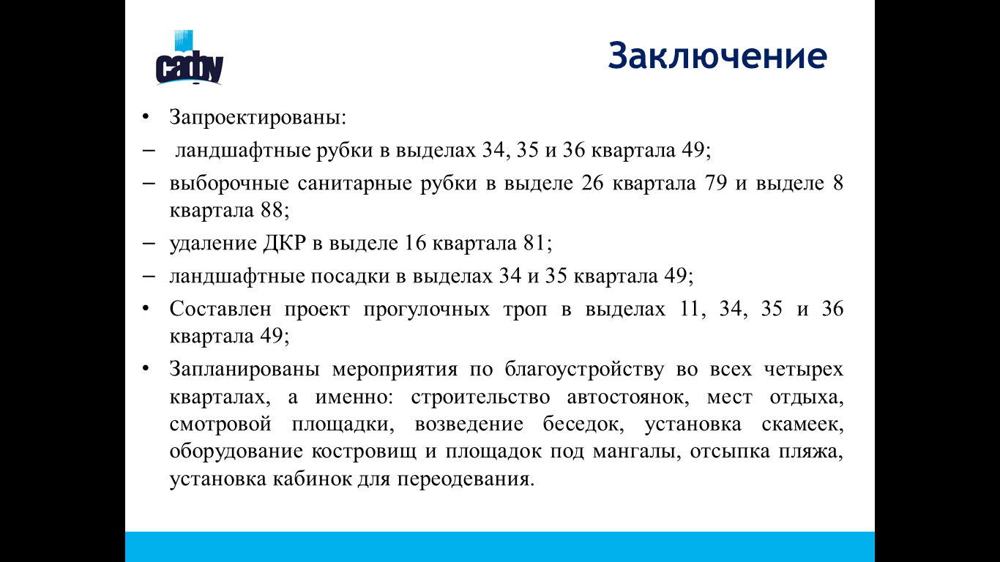 сафу
Заключение
• Запроектированы:
– ландшафтные рубки в выделах 34, 35 и 36 квартала 49;
– выборочные санитарные рубки в выделе 26 квартала 79 и выделе 8
квартала 88;
– удаление ДКР в выделе 16 квартала 81;
– ландшафтные посадки в выделах 34 и 35 квартала 49;
• Составлен проект прогулочных троп в выделах 11, 34, 35 и 36
квартала 49;
• Запланированы мероприятия по благоустройству во всех четырех
кварталах, а именно: строительство автостоянок, мест отдыха,
смотровой площадки, возведение беседок, установка скамеек,
оборудование костровищ и площадок под мангалы, отсыпка пляжа,
установка кабинок для переодевания.